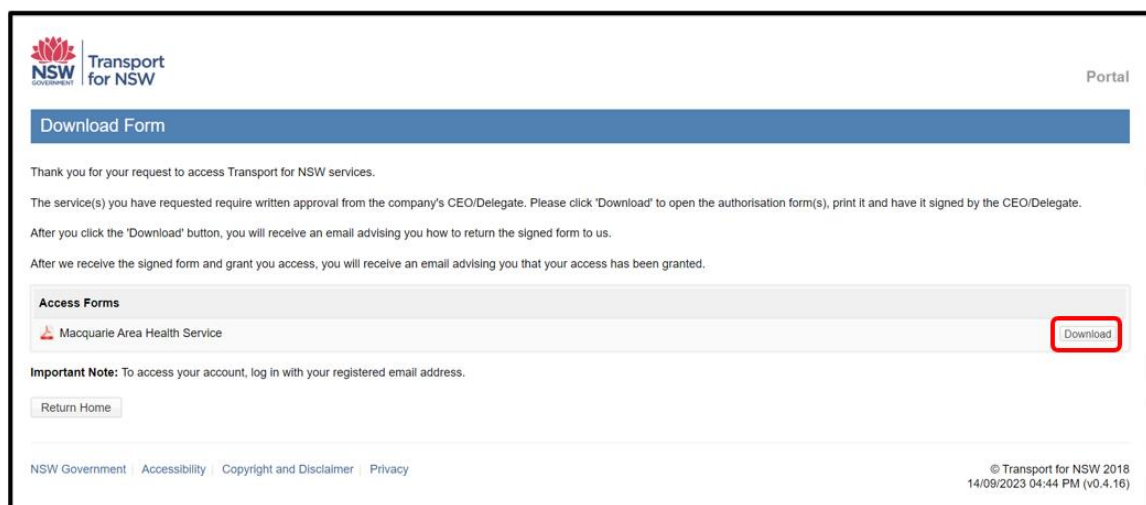 NSW
GOVERNMENT
Transport
for NSW
Portal
Download Form
Thank you for your request to access Transport for NSW services.
The service(s) you have requested require written approval from the company's CEO/Delegate. Please click 'Download' to open the authorisation form(s), print it and have it signed by the CEO/Delegate.
After you click the 'Download' button, you will receive an email advising you how to return the signed form to us.
After we receive the signed form and grant you access, you will receive an email advising you that your access has been granted.
Access Forms
Macquarie Area Health Service Download
Important Note: To access your account, log in with your registered email address.
Return Home
NSW Government | Accessibility | Copyright and Disclaimer | Privacy
© Transport for NSW 2018
14/09/2023 04:44 PM (v0.4.16)